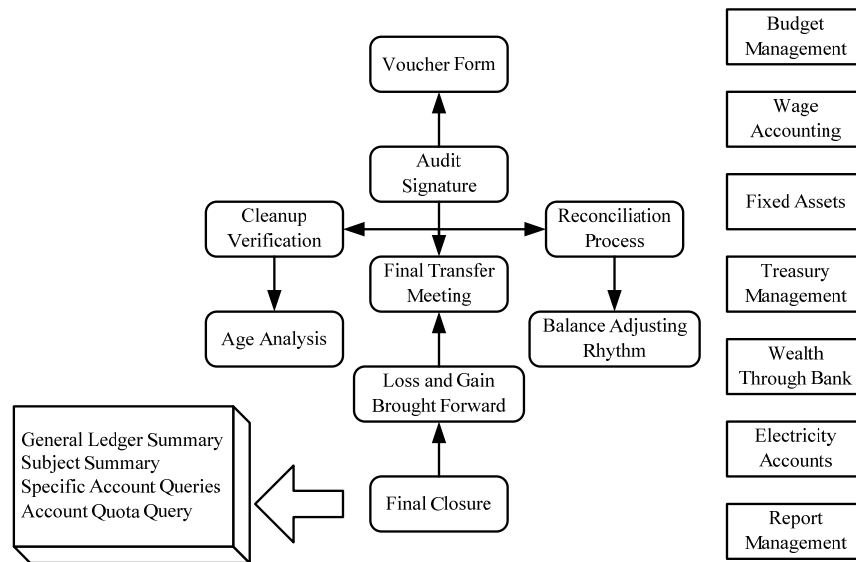 Voucher Form
Audit
Signature
Cleanup
Verification
Reconciliation
Process
Final Transfer
Meeting
Age Analysis
Balance Adjusting
Rhythm
Loss and Gain
Brought Forward
General Ledger Summary
Subject Summary
Specific Account Queries
Account Quota Query
Final Closure
Budget
Management
Wage
Accounting
Fixed Assets
Treasury
Management
Wealth
Through Bank
Electricity
Accounts
Report
Management